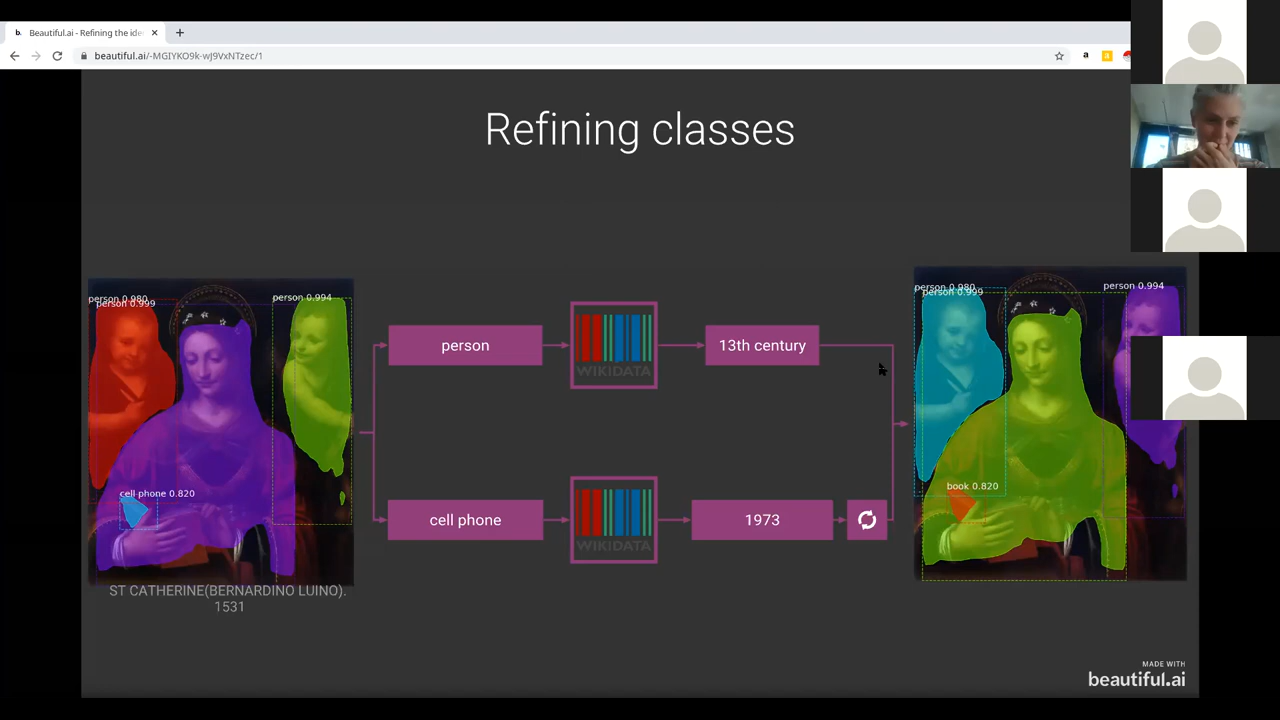 Beautiful.ai - Refining the ide
beautiful.ai/-MGIYKO9k-wJ9VxNTzec/1
Refining classes
person 0.980
person 0.999
person 0.994
cell phone 0.820
ST CATHERINE(BERNARDINO LUINO).
1531
person
WIKIDATA
13th century
cell phone
WIKIDATA
1973
person 0.980
person 0.999
person 0.994
book 0.820
MADE WITH
beautiful.ai